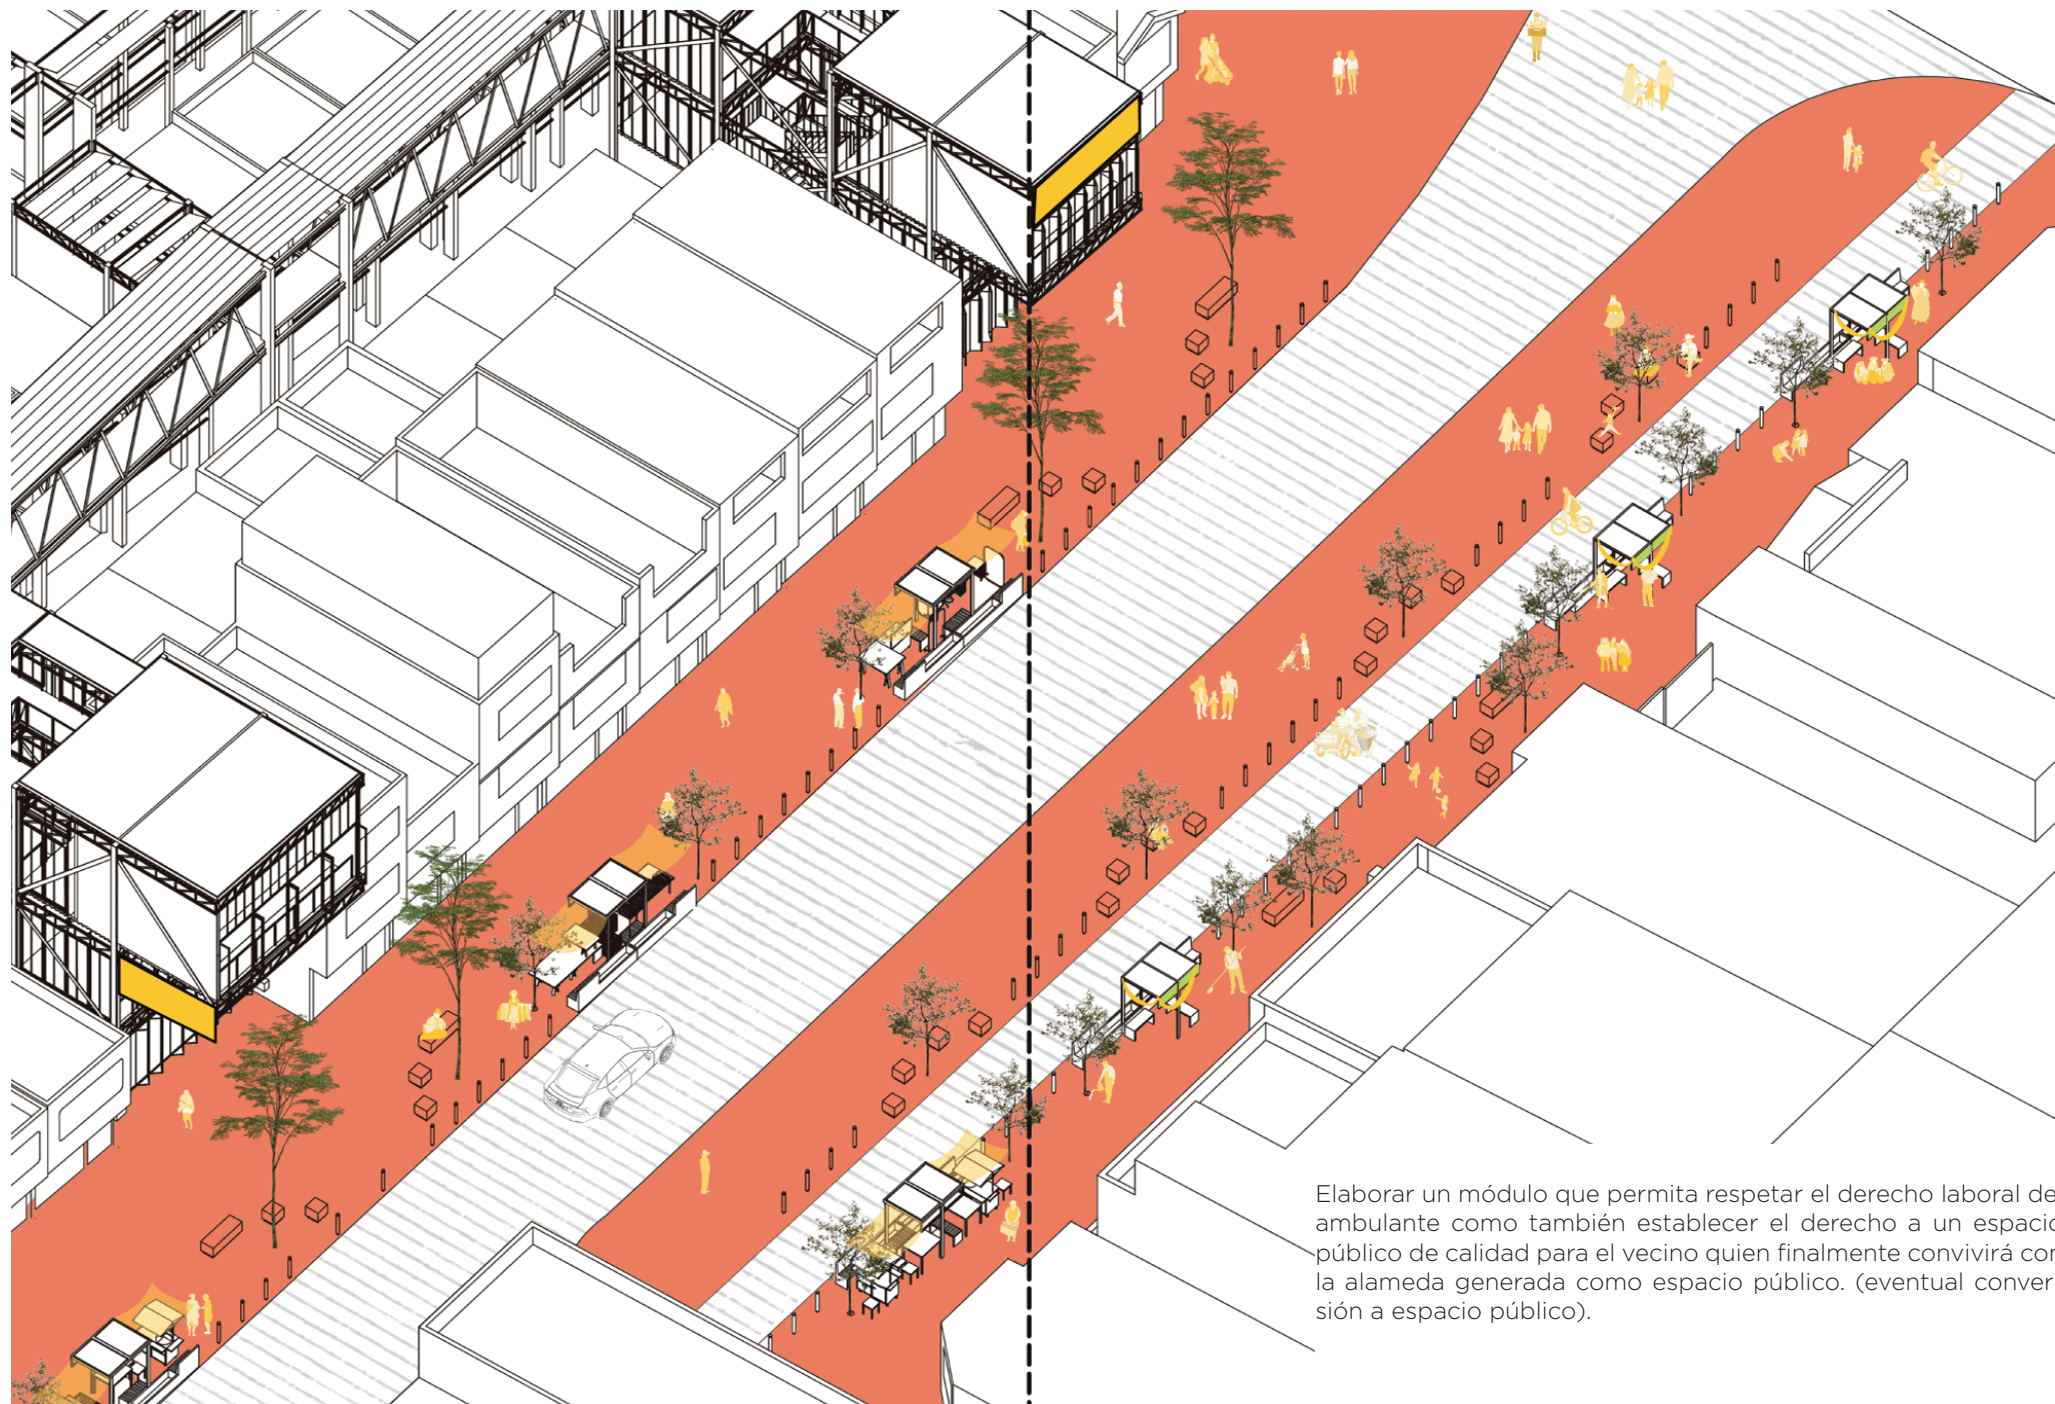 Elaborar un módulo que permita respetar el derecho laboral de
ambulante como también establecer el derecho a un espacio
público de calidad para el vecino quien finalmente convivirá con
la alameda generada como espacio público. (eventual conver
sión a espacio público).